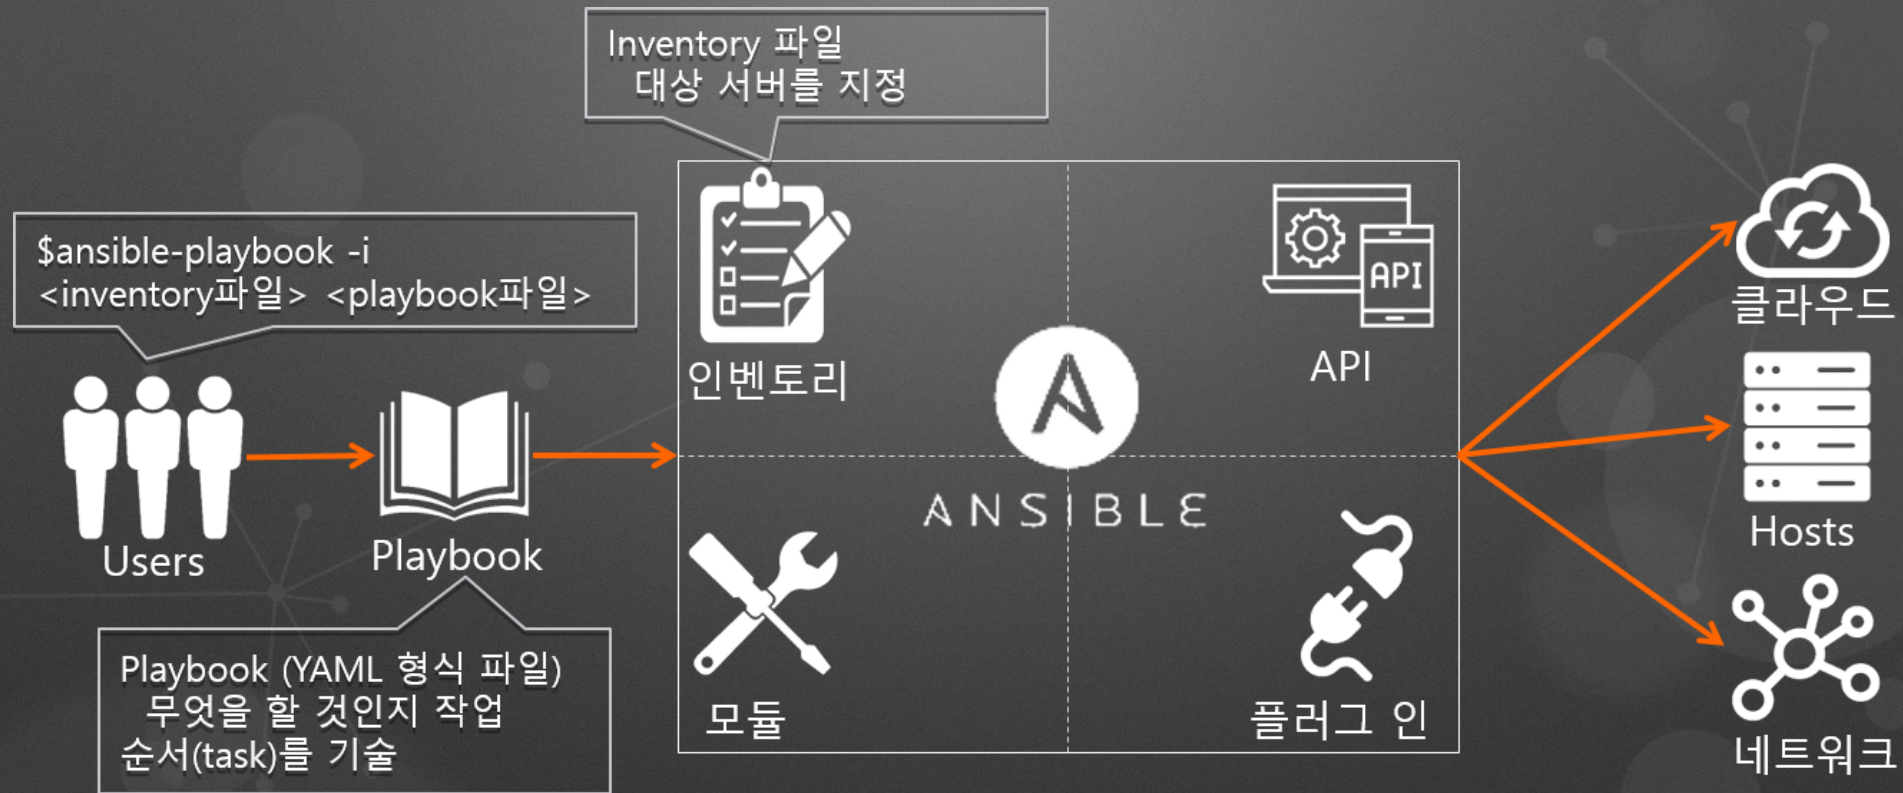 Inventory 파일
대상 서버를 지정
$ansible-playbook -i
<inventory파일> <playbook파일>
인벤토리
API
API
클라우드
ANSIBLE
Users
Playbook
Hosts
Playbook (YAML 형식 파일)
무엇을 할 것인지 작업
순서(task)를 기술
모듈
플러그 인
네트워크